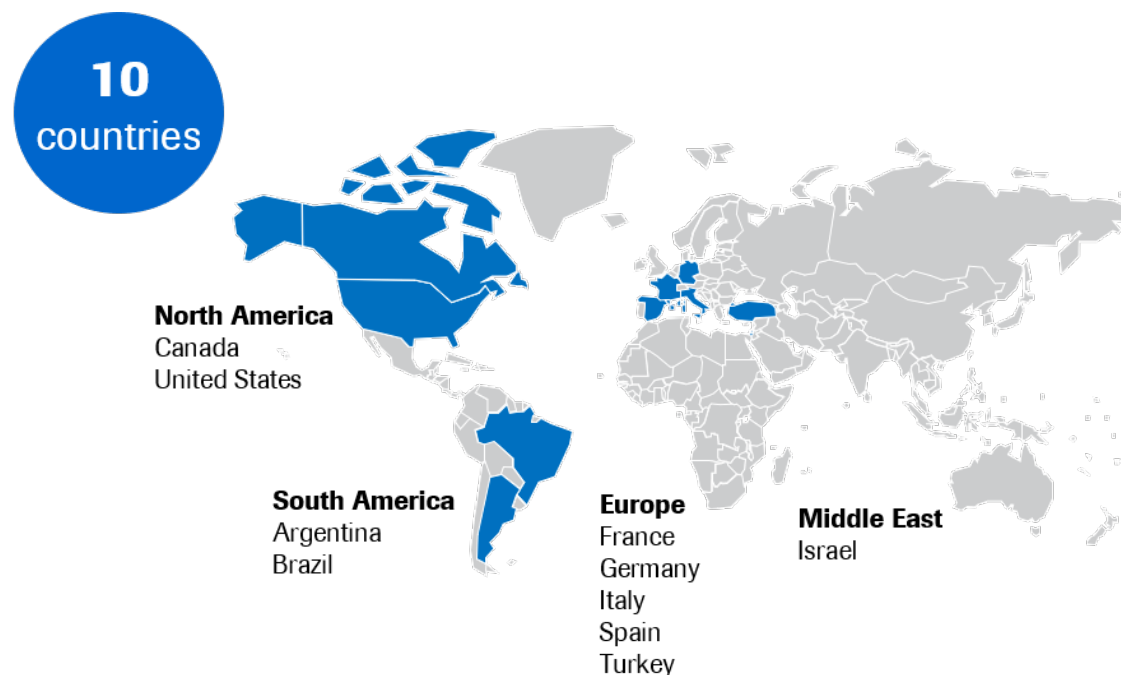 10
countries
North America
Canada
United States
South America
Argentina
Brazil
Europe
France
Germany
Italy
Spain
Turkey
Middle East
Israel